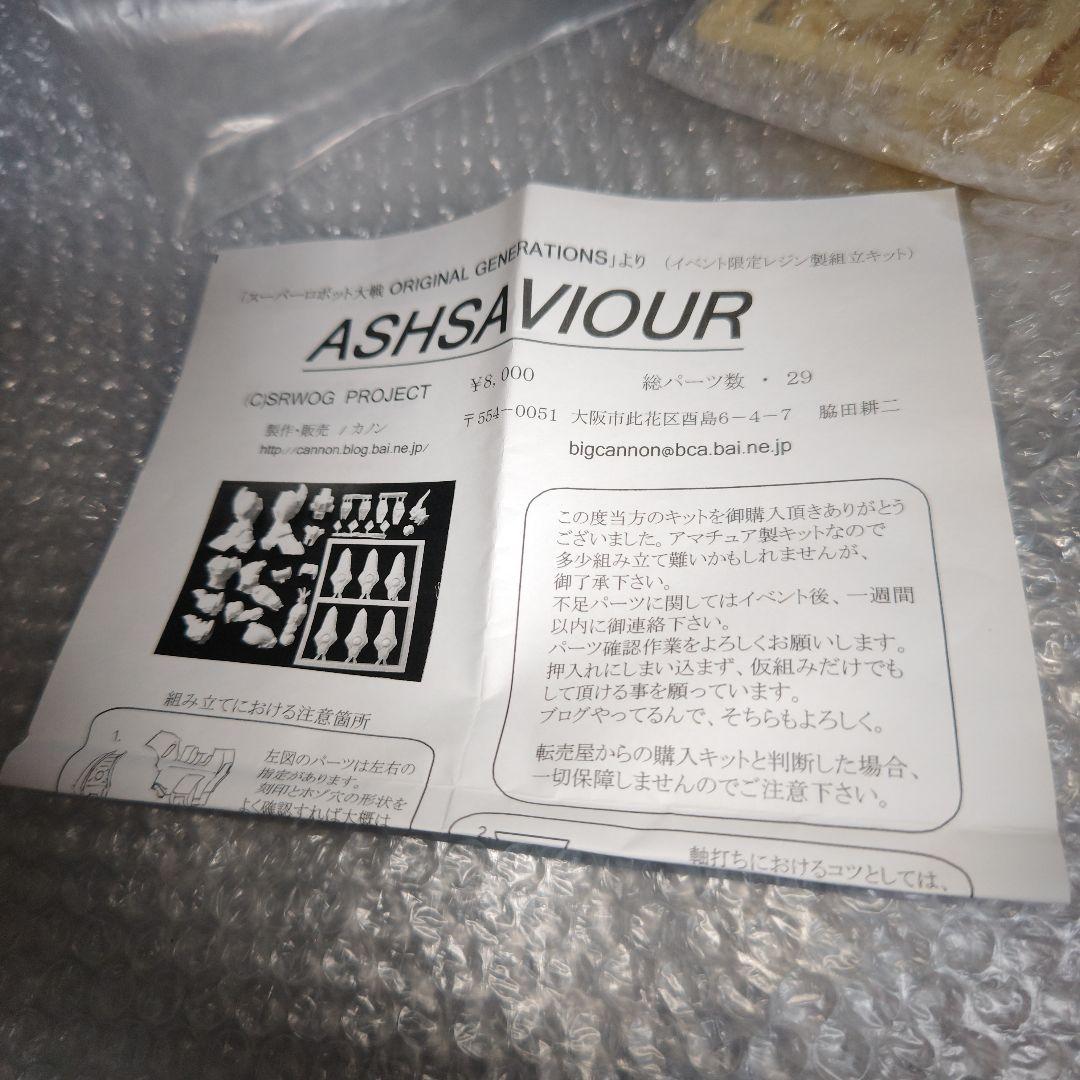 「スーパーロボット大戦 ORIGINAL GENERATIONS」より （イベント限定レジン製組立キット）
ASHSAVIOUR
(C)SRWOG PROJECT ¥8,000 総パーツ数・29
製作・販売 / カノン
http://cannon.blog.bai.ne.jp/
〒554-0051 大阪市此花区酉島6-4-7 脇田耕二
bigcannon@bca.bai.ne.jp
この度当方のキットを御購入頂きありがとう
ございました。アマチュア製キットなので
多少組み立て難いかもしれませんが、
御了承下さい。
不足パーツに関してはイベント後、一週間
以内に御連絡下さい。
パーツ確認作業をよろしくお願いします。
押入れにしまい込まず、仮組みだけでも
して頂ける事を願っています。
ブログやってるんで、そちらもよろしく。
転売屋からの購入キットと判断した場合、
一切保障しませんのでご注意下さい。
組み立てにおける注意箇所
1.
左図のパーツは左右の
指定があります。
刻印とホゾ穴の形状を
よく確認すれば大概は
2.
軸打ちにおけるコツとしては、